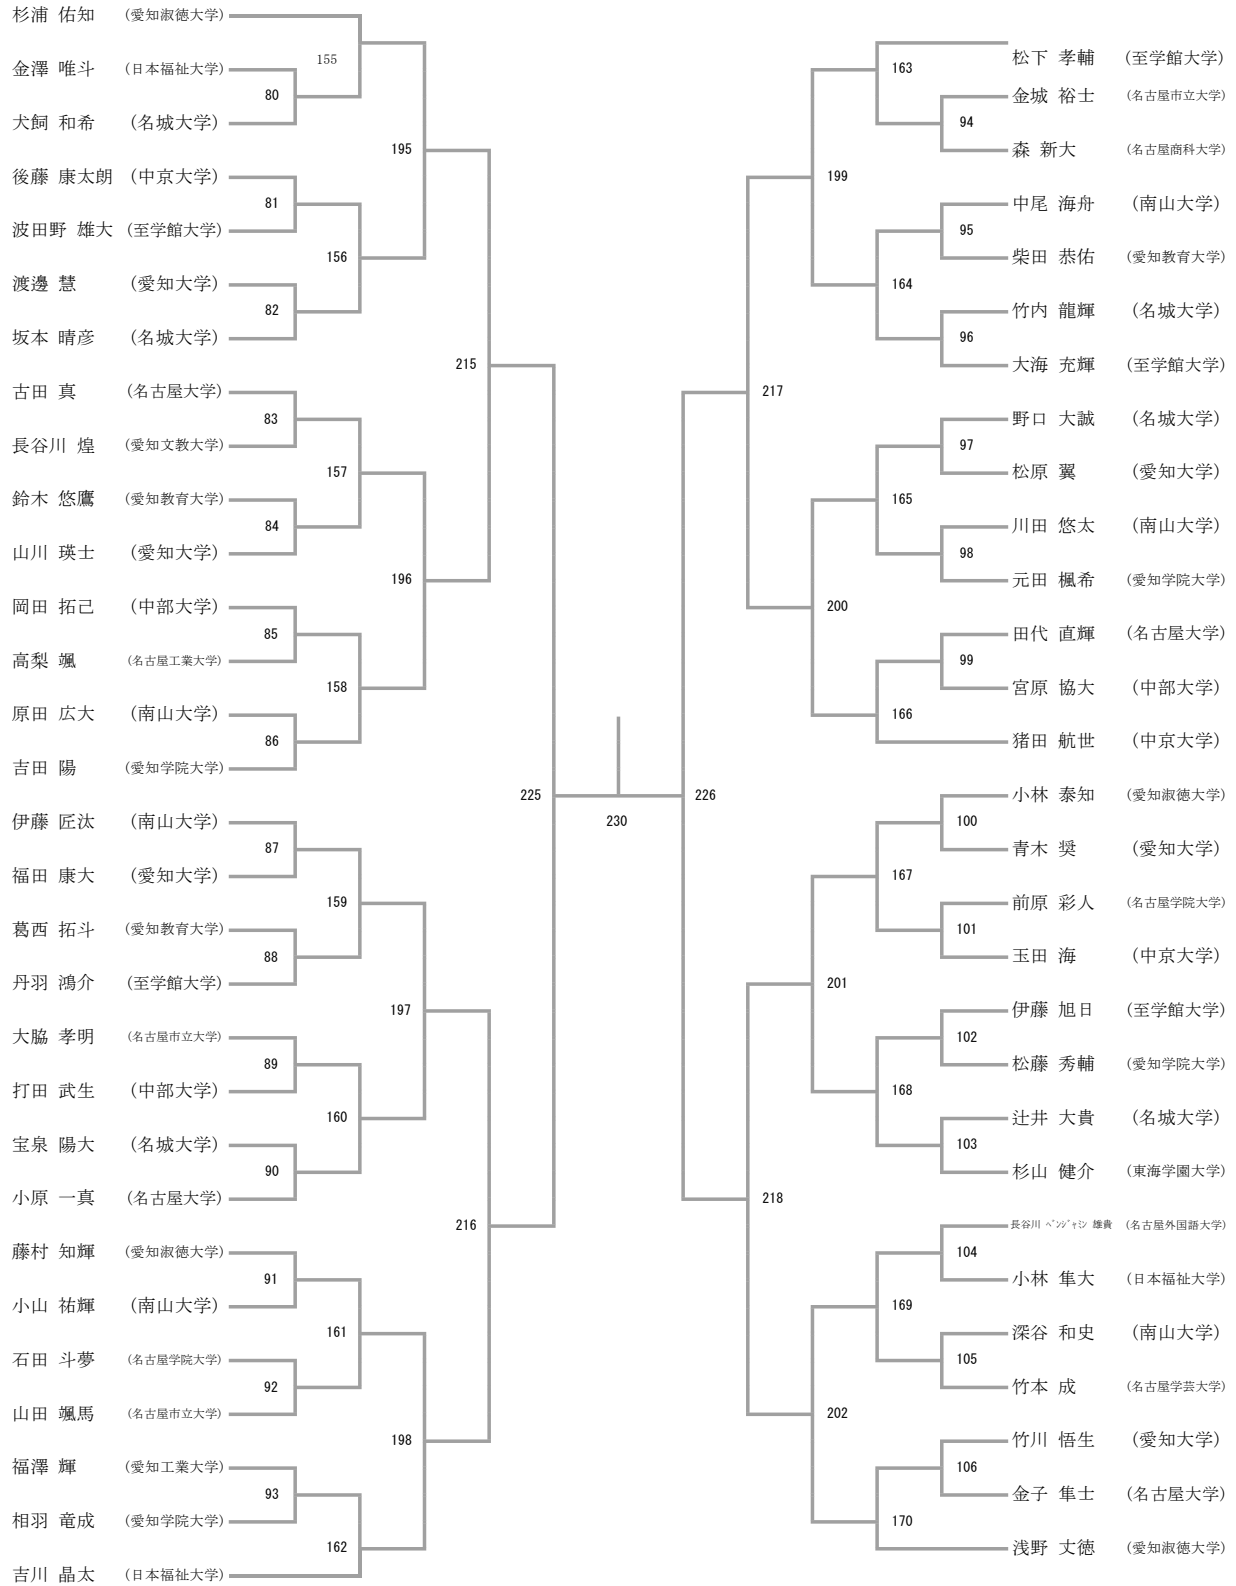 杉浦 佑知 (愛知淑徳大学)
155
金澤 唯斗 (日本福祉大学)
80
犬飼 和希 (名城大学)
195
後藤 康太朗 (中京大学)
81
波田野 雄大 (至学館大学)
156
渡邊 慧 (愛知大学)
82
坂本 晴彦 (名城大学)
215
古田 真 (名古屋大学)
83
長谷川 煌 (愛知文教大学)
157
鈴木 悠鷹 (愛知教育大学)
84
山川 瑛士 (愛知大学)
196
岡田 拓己 (中部大学)
85
高梨 颯 (名古屋工業大学)
158
原田 広大 (南山大学)
86
吉田 陽 (愛知学院大学)
225
伊藤 匠汰 (南山大学)
87
福田 康大 (愛知大学)
159
葛西 拓斗 (愛知教育大学)
88
丹羽 鴻介 (至学館大学)
197
大脇 孝明 (名古屋市立大学)
89
打田 武生 (中部大学)
160
宝泉 陽大 (名城大学)
90
小原 一真 (名古屋大学)
216
藤村 知輝 (愛知淑徳大学)
91
小山 祐輝 (南山大学)
161
石田 斗夢 (名古屋学院大学)
92
山田 颯馬 (名古屋市立大学)
198
福澤 輝 (愛知工業大学)
93
相羽 竜成 (愛知学院大学)
162
吉川 晶太 (日本福祉大学)
230
松下 孝輔 (至学館大学)
163
金城 裕士 (名古屋市立大学)
94
森 新大 (名古屋商科大学)
199
中尾 海舟 (南山大学)
95
柴田 恭佑 (愛知教育大学)
164
竹内 龍輝 (名城大学)
96
大海 充輝 (至学館大学)
217
野口 大誠 (名城大学)
97
松原 翼 (愛知大学)
165
川田 悠太 (南山大学)
98
元田 楓希 (愛知学院大学)
200
田代 直輝 (名古屋大学)
99
宮原 協大 (中部大学)
166
猪田 航世 (中京大学)
226
小林 泰知 (愛知淑徳大学)
100
青木 奨 (愛知大学)
167
前原 彩人 (名古屋学院大学)
101
玉田 海 (中京大学)
201
伊藤 旭日 (至学館大学)
102
松藤 秀輔 (愛知学院大学)
168
辻井 大貴 (名城大学)
103
杉山 健介 (東海学園大学)
218
長谷川 ﾍﾞﾝｼﾞｬﾐﾝ 雄貴 (名古屋外国語大学)
104
小林 隼大 (日本福祉大学)
169
深谷 和史 (南山大学)
105
竹本 成 (名古屋学芸大学)
202
竹川 悟生 (愛知大学)
106
金子 隼士 (名古屋大学)
170
浅野 丈徳 (愛知淑徳大学)